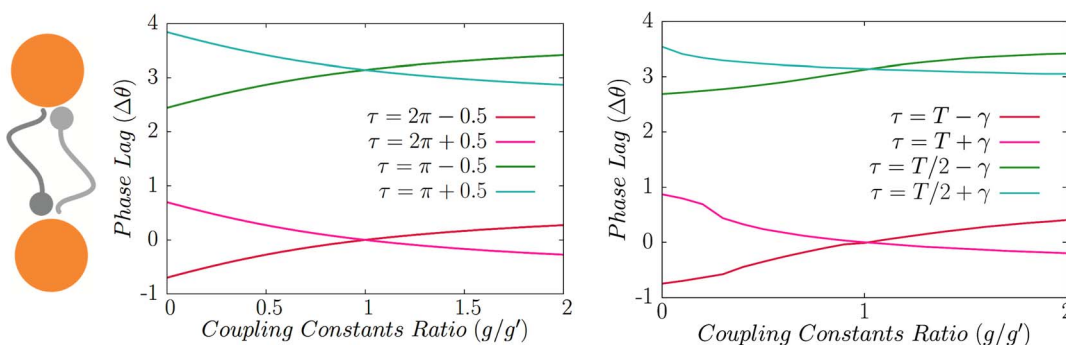 4
3
2
1
0
-1
0
0.5
1
1.5
2
Phase Lag (Δθ)
Coupling Constants Ratio (g/g′)
τ = 2π − 0.5
τ = 2π + 0.5
τ = π − 0.5
τ = π + 0.5
4
3
2
1
0
-1
0
1
2
Phase Lag (Δθ)
Coupling Constants Ratio (g/g′)
τ = T − γ
τ = T + γ
τ = T/2 − γ
τ = T/2 + γ